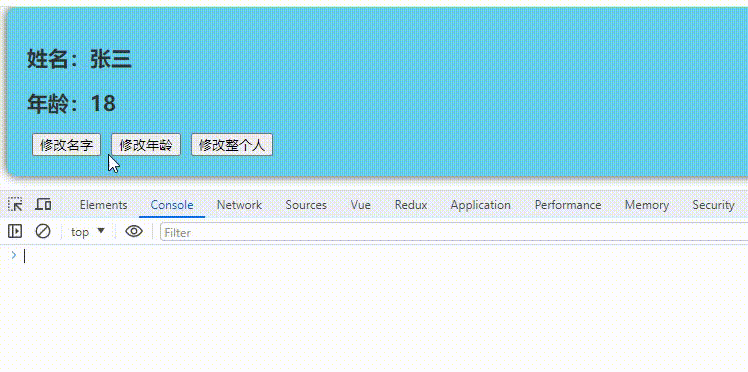 姓名：张三
年龄：18
修改名字 修改年龄 修改整个人
Elements Console Network Sources Vue Redux Application Performance Memory Security
top Filter